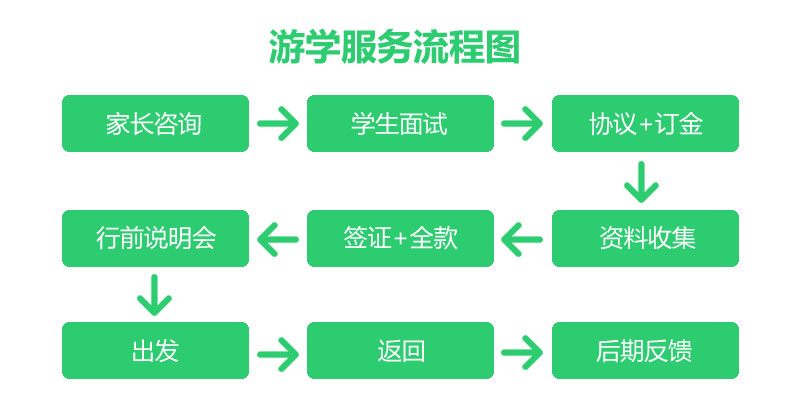 游学服务流程图
家长咨询
学生面试
协议+订金
资料收集
签证+全款
行前说明会
出发
返回
后期反馈